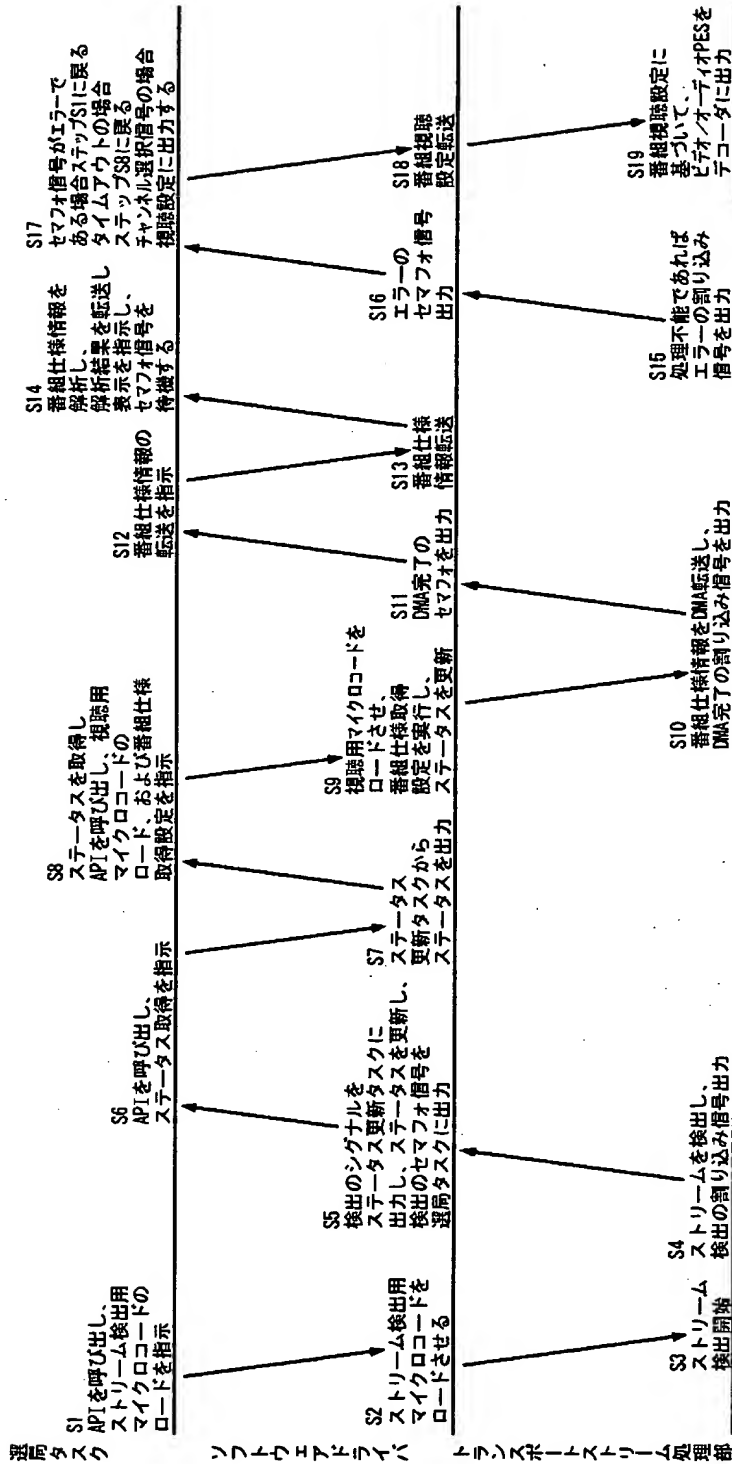 選局タスク
S1
APIを呼び出し、
ストリーム検出用
マイクロコードの
ロードを指示
S6
APIを呼び出し、
ステータス取得を指示
S8
ステータスを取得し
APIを呼び出し、視聴用
マイクロコードの
ロード、および番組仕様
取得設定を指示
S12
番組仕様情報の
転送を指示
S14
番組仕様情報を
解析し、
解析結果を転送し
表示を指示し、
セマフォ信号を
待機する
S17
セマフォ信号がエラーで
ある場合ステップS1に戻る
タイムアウトの場合
ステップS8に戻る
チャンネル選択信号の場合
視聴設定に出力する
ソフトウェアドライバ
S2
ストリーム検出用
マイクロコードを
ロードさせる
S5
検出のシグナルを
ステータス更新タスクに
出力し、ステータスを更新し、
検出のセマフォ信号を
選局タスクに出力
S7
ステータス
更新タスクから
ステータスを出力
S9
視聴用マイクロコードを
ロードさせ、
番組仕様取得
設定を実行し、
ステータスを更新
S11
DMA完了の
セマフォを出力
S13
番組仕様
情報転送
S16
エラーの
セマフォ信号
出力
S18
番組視聴
設定転送
トランスポートストリーム処理部
S3
ストリーム
検出開始
S4
ストリームを検出し、
検出の割り込み信号出力
S10
番組仕様情報をDMA転送し、
DMA完了の割り込み信号を出力
S15
処理不能であれば
エラーの割り込み
信号を出力
S19
番組視聴設定に
基づいて、
ビデオ/オーディオPESを
デコーダに出力